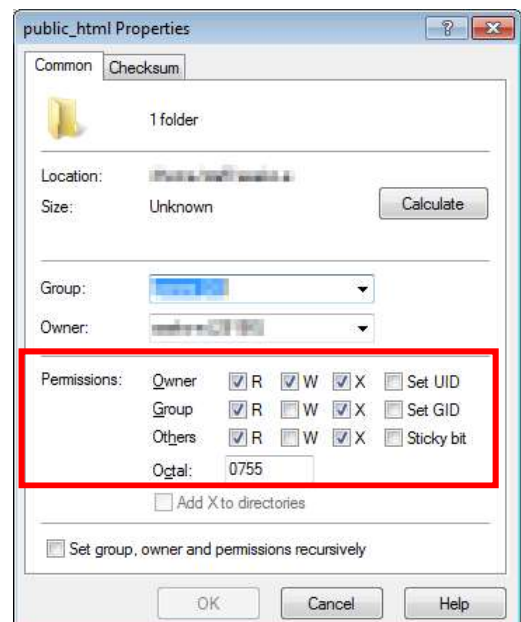 public_html Properties
Common Checksum
1 folder
Location:
Size: Unknown Calculate
Group:
Owner:
Permissions: Owner R W X Set UID
Group R W X Set GID
Others R W X Sticky bit
Octal: 0755
Add X to directories
Set group, owner and permissions recursively
OK Cancel Help